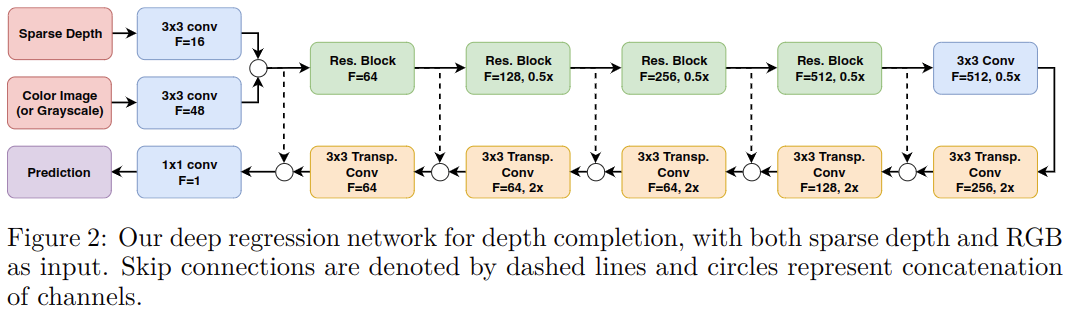 Sparse Depth
3x3 conv
F=16
Color Image
(or Grayscale)
3x3 conv
F=48
Res. Block
F=64
Res. Block
F=128, 0.5x
Res. Block
F=256, 0.5x
Res. Block
F=512, 0.5x
3x3 Conv
F=512, 0.5x
Prediction
1x1 conv
F=1
3x3 Transp.
Conv
F=64
3x3 Transp.
Conv
F=64, 2x
3x3 Transp.
Conv
F=64, 2x
3x3 Transp.
Conv
F=128, 2x
3x3 Transp.
Conv
F=256, 2x
Figure 2: Our deep regression network for depth completion, with both sparse depth and RGB
as input. Skip connections are denoted by dashed lines and circles represent concatenation
of channels.